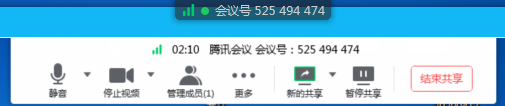 会议号 525 494 474
02:10 腾讯会议 会议号：525 494 474
静音 停止视频 管理成员(1) 更多 新的共享 暂停共享 结束共享